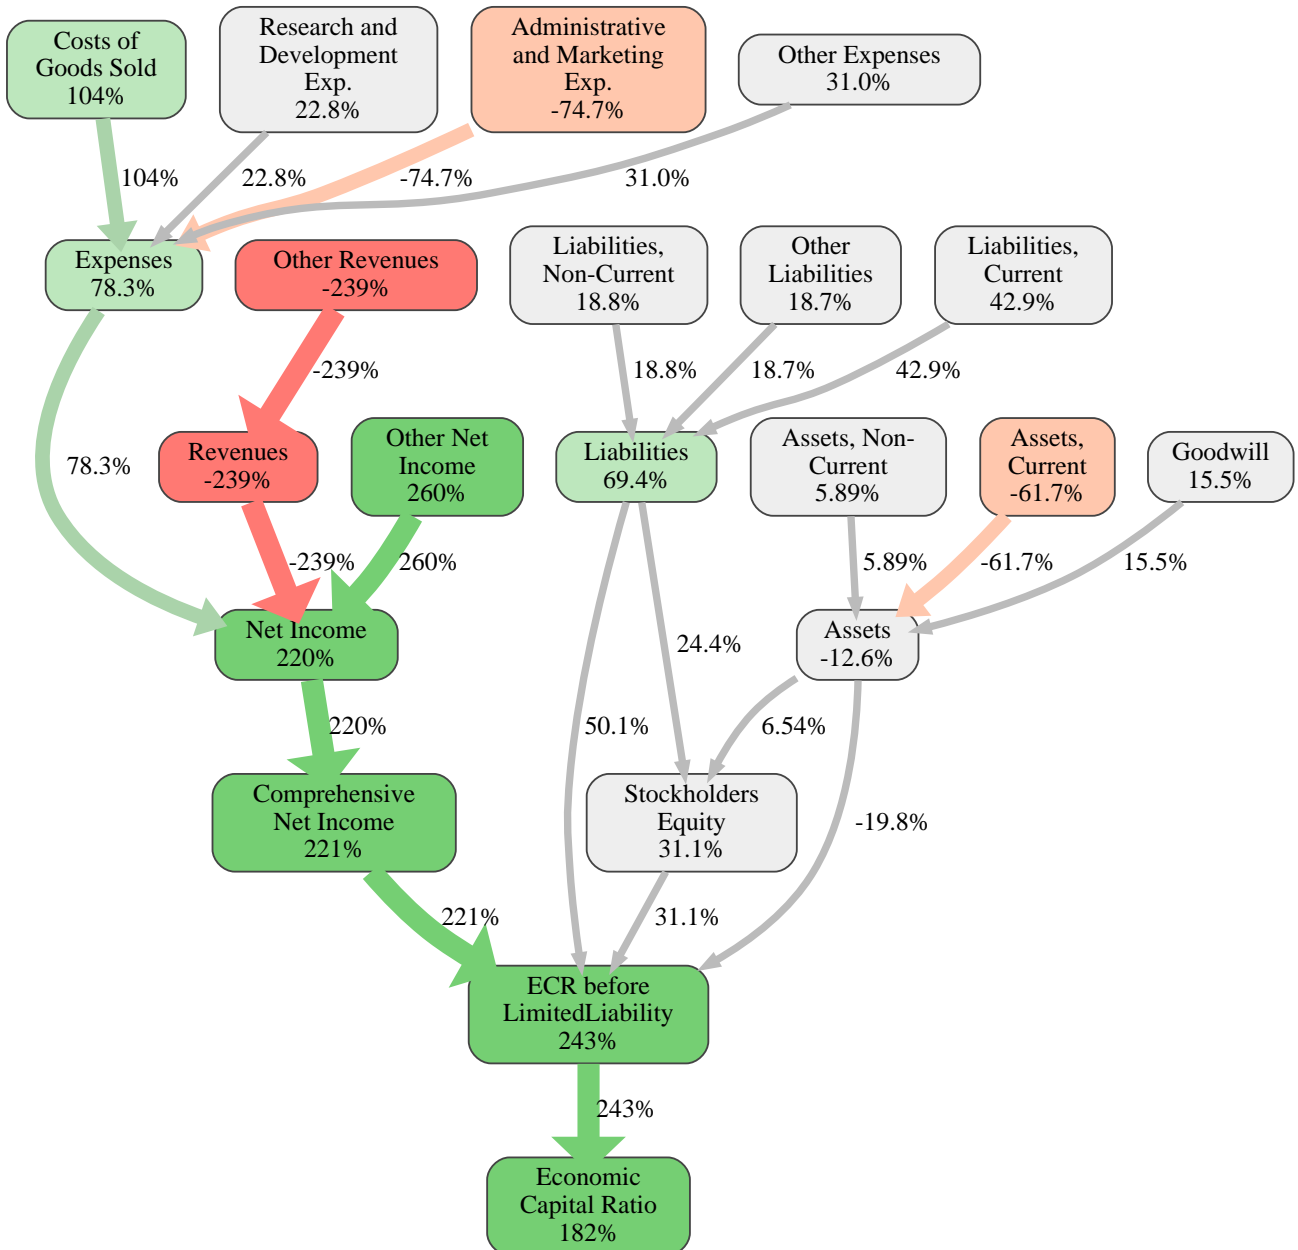 Costs of
Goods Sold
104%
Research and
Development
Exp.
22.8%
Administrative
and Marketing
Exp.
-74.7%
Other Expenses
31.0%
104%
22.8%
-74.7%
31.0%
Expenses
78.3%
Other Revenues
-239%
Liabilities,
Non-Current
18.8%
Other
Liabilities
18.7%
Liabilities,
Current
42.9%
-239%
18.8%
18.7%
42.9%
78.3%
Revenues
-239%
Other Net
Income
260%
Liabilities
69.4%
Assets, Non-
Current
5.89%
Assets,
Current
-61.7%
Goodwill
15.5%
-239%
260%
5.89%
-61.7%
15.5%
Net Income
220%
24.4%
Assets
-12.6%
220%
50.1%
6.54%
Comprehensive
Net Income
221%
Stockholders
Equity
31.1%
-19.8%
221%
31.1%
ECR before
LimitedLiability
243%
243%
Economic
Capital Ratio
182%